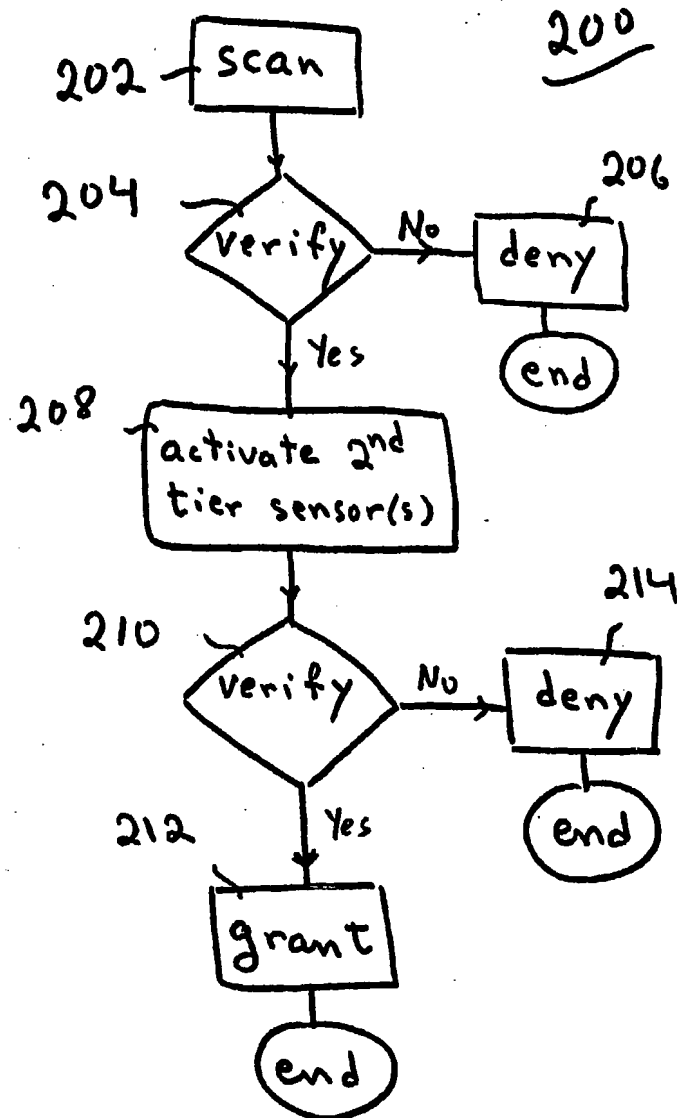 200
202
scan
204
verify
No
206
deny
end
Yes
208
activate 2nd
tier sensor(s)
210
verify
No
214
deny
end
Yes
212
grant
end